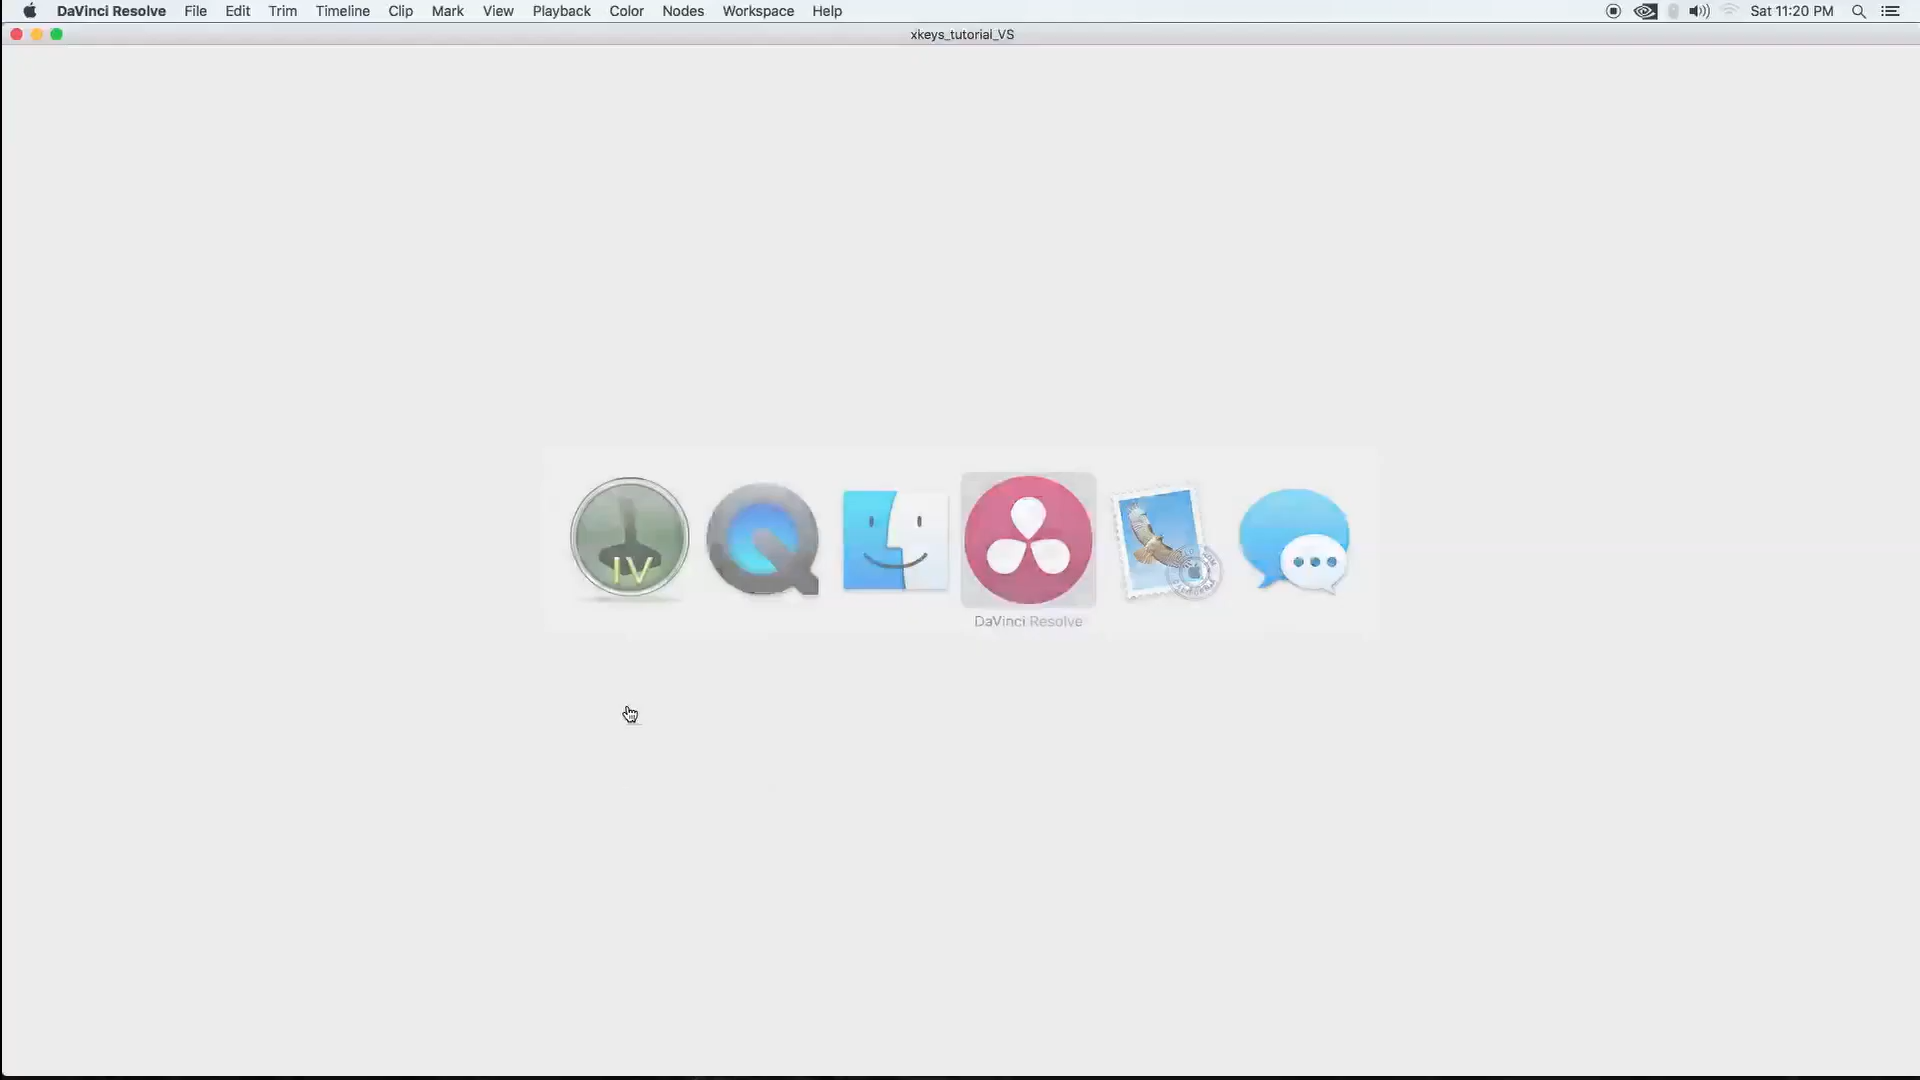 DaVinci Resolve File Edit Trim Timeline Clip Mark View Playback Color Nodes Workspace Help Sat 11:20 PM
xkeys_tutorial_VS
IV
DaVinci Resolve